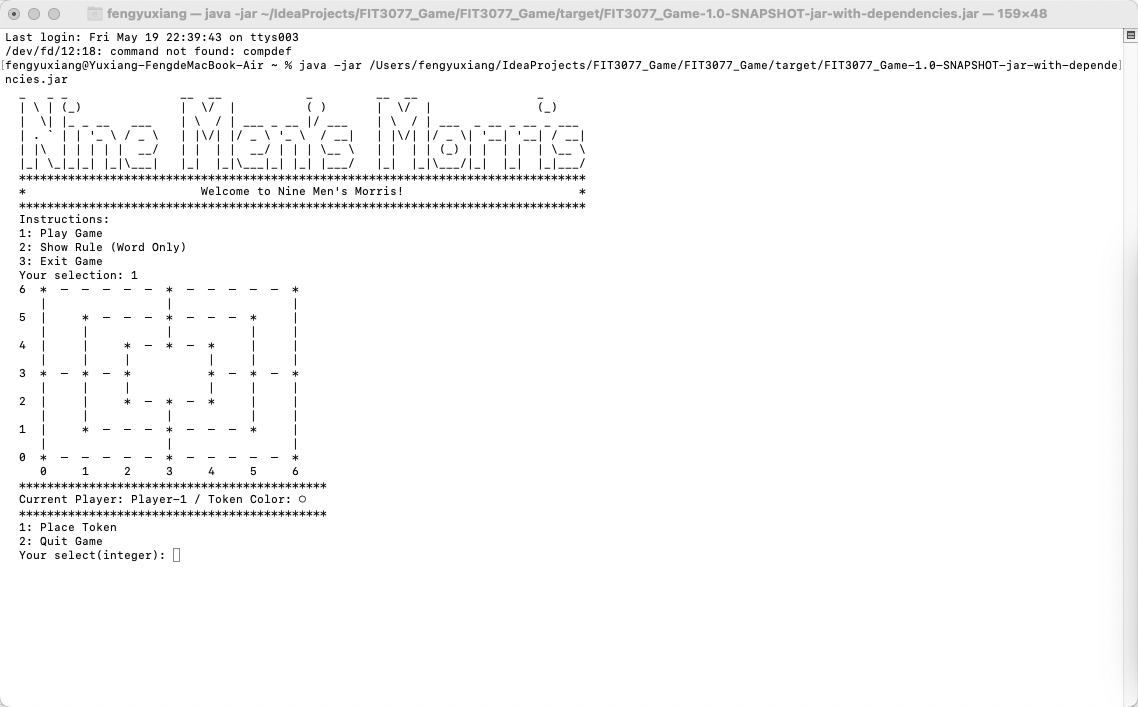 fengyuxiang — java -jar ~/IdeaProjects/FIT3077_Game/FIT3077_Game/target/FIT3077_Game-1.0-SNAPSHOT-jar-with-dependencies.jar — 159×48
Last login: Fri May 19 22:39:43 on ttys003
/dev/fd/12:18: command not found: compdef
[fengyuxiang@Yuxiang-FengdeMacBook-Air ~ % java -jar /Users/fengyuxiang/IdeaProjects/FIT3077_Game/FIT3077_Game/target/FIT3077_Game-1.0-SNAPSHOT-jar-with-depende]
ncies.jar
Nine Men's Morris
*********************************************************************************
* Welcome to Nine Men's Morris! *
*********************************************************************************
Instructions:
1: Play Game
2: Show Rule (Word Only)
3: Exit Game
Your selection: 1
6 * — — — — — * — — — — — *
| | |
5 | * — — — * — — — * |
| | | | |
4 | | * — * — * | |
| | | | | |
3 * — * — * * — * — *
| | | | | |
2 | | * — * — * | |
| | | | |
1 | * — — — * — — — * |
| | |
0 * — — — — — * — — — — — *
0 1 2 3 4 5 6
********************************************
Current Player: Player-1 / Token Color: ○
********************************************
1: Place Token
2: Quit Game
Your select(integer):